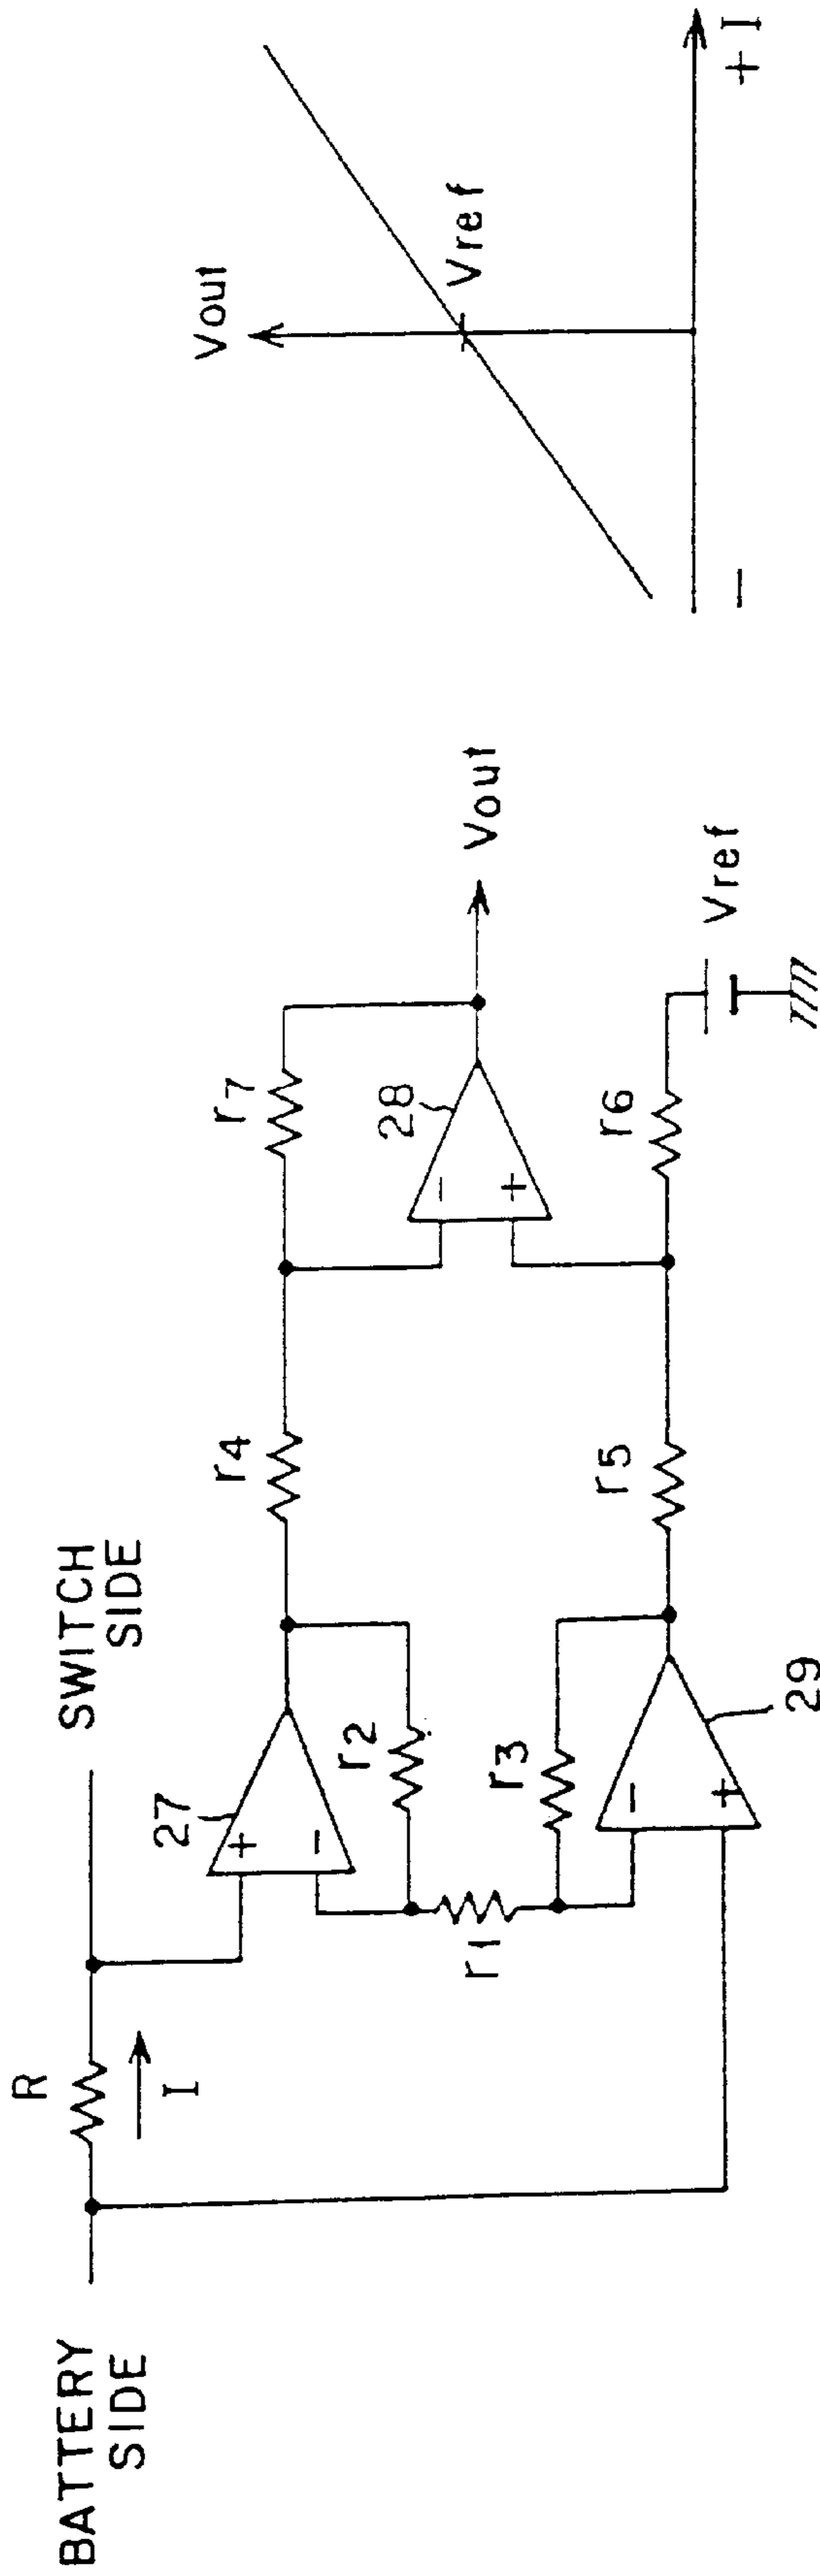 BATTERY
SIDE
R
I
SWITCH
SIDE
27
+
−
r2
r1
r3
−
+
29
r4
r5
r7
28
−
+
r6
Vout
Vref
Vout
Vref
−
+ I